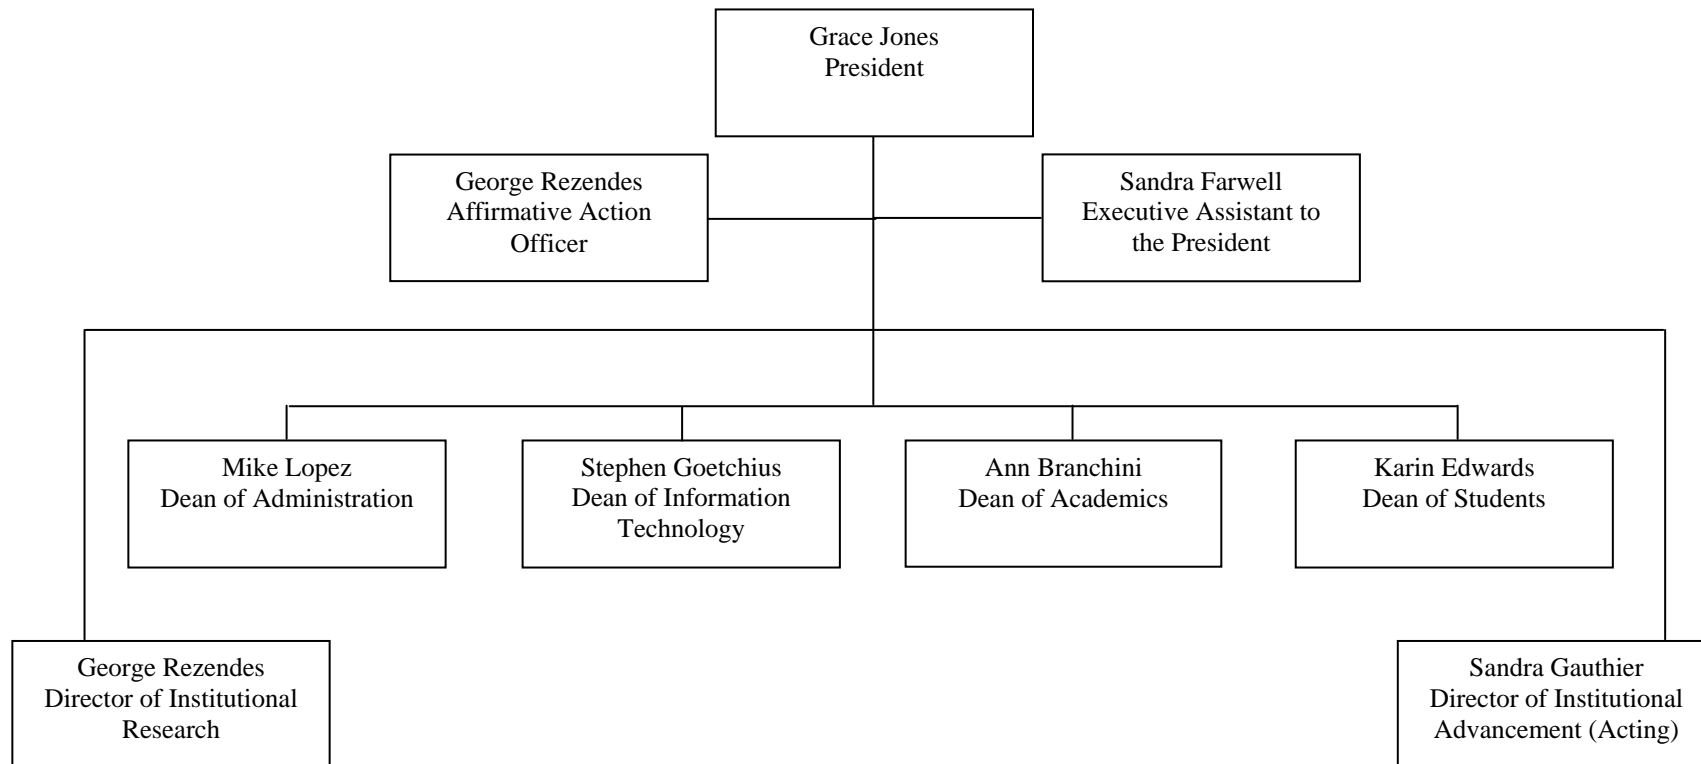 Grace Jones
President
George Rezendes
Affirmative Action
Officer
Sandra Farwell
Executive Assistant to
the President
Mike Lopez
Dean of Administration
Stephen Goetchius
Dean of Information
Technology
Ann Branchini
Dean of Academics
Karin Edwards
Dean of Students
George Rezendes
Director of Institutional
Research
Sandra Gauthier
Director of Institutional
Advancement (Acting)